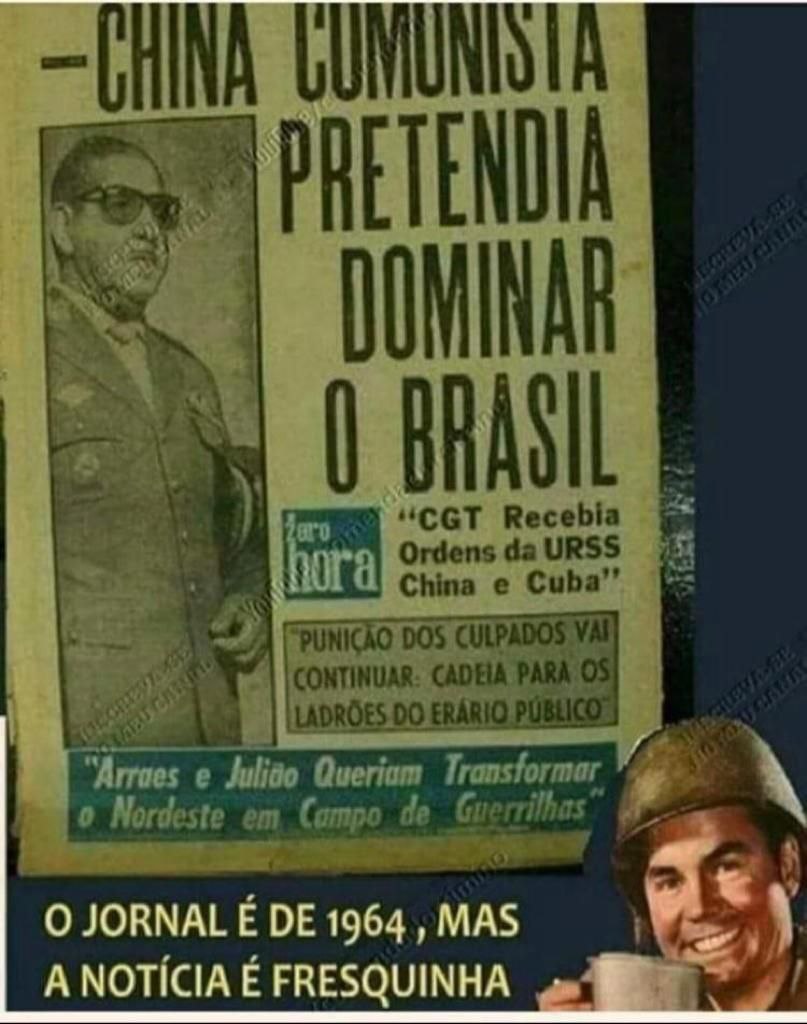 –CHINA COMUNISTA
PRETENDIA
DOMINAR
O BRASIL
zero
hora
“CGT Recebia
Ordens da URSS
China e Cuba”
"PUNIÇÃO DOS CULPADOS VAI
CONTINUAR: CADEIA PARA OS
LADRÕES DO ERÁRIO PÚBLICO"
"Arraes e Julião Queriam Transformar
o Nordeste em Campo de Guerrilhas"
O JORNAL É DE 1964 , MAS
A NOTÍCIA É FRESQUINHA